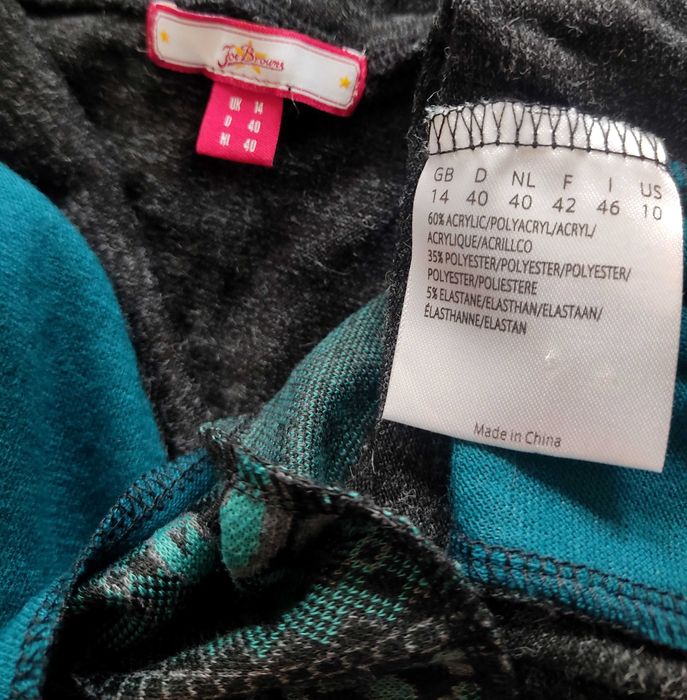 Joe Browns
UK 14
D 40
Nl 40
GB D NL F I US
14 40 40 42 46 10
60% ACRYLIC/POLYACRYL/ACRYL/
ACRYLIQUE/ACRILLCO
35% POLYESTER/POLYESTER/POLYESTER/
POLYESTER/POLIESTERE
5% ELASTANE/ELASTHAN/ELASTAAN/
ÉLASTHANNE/ELASTAN
Made in China